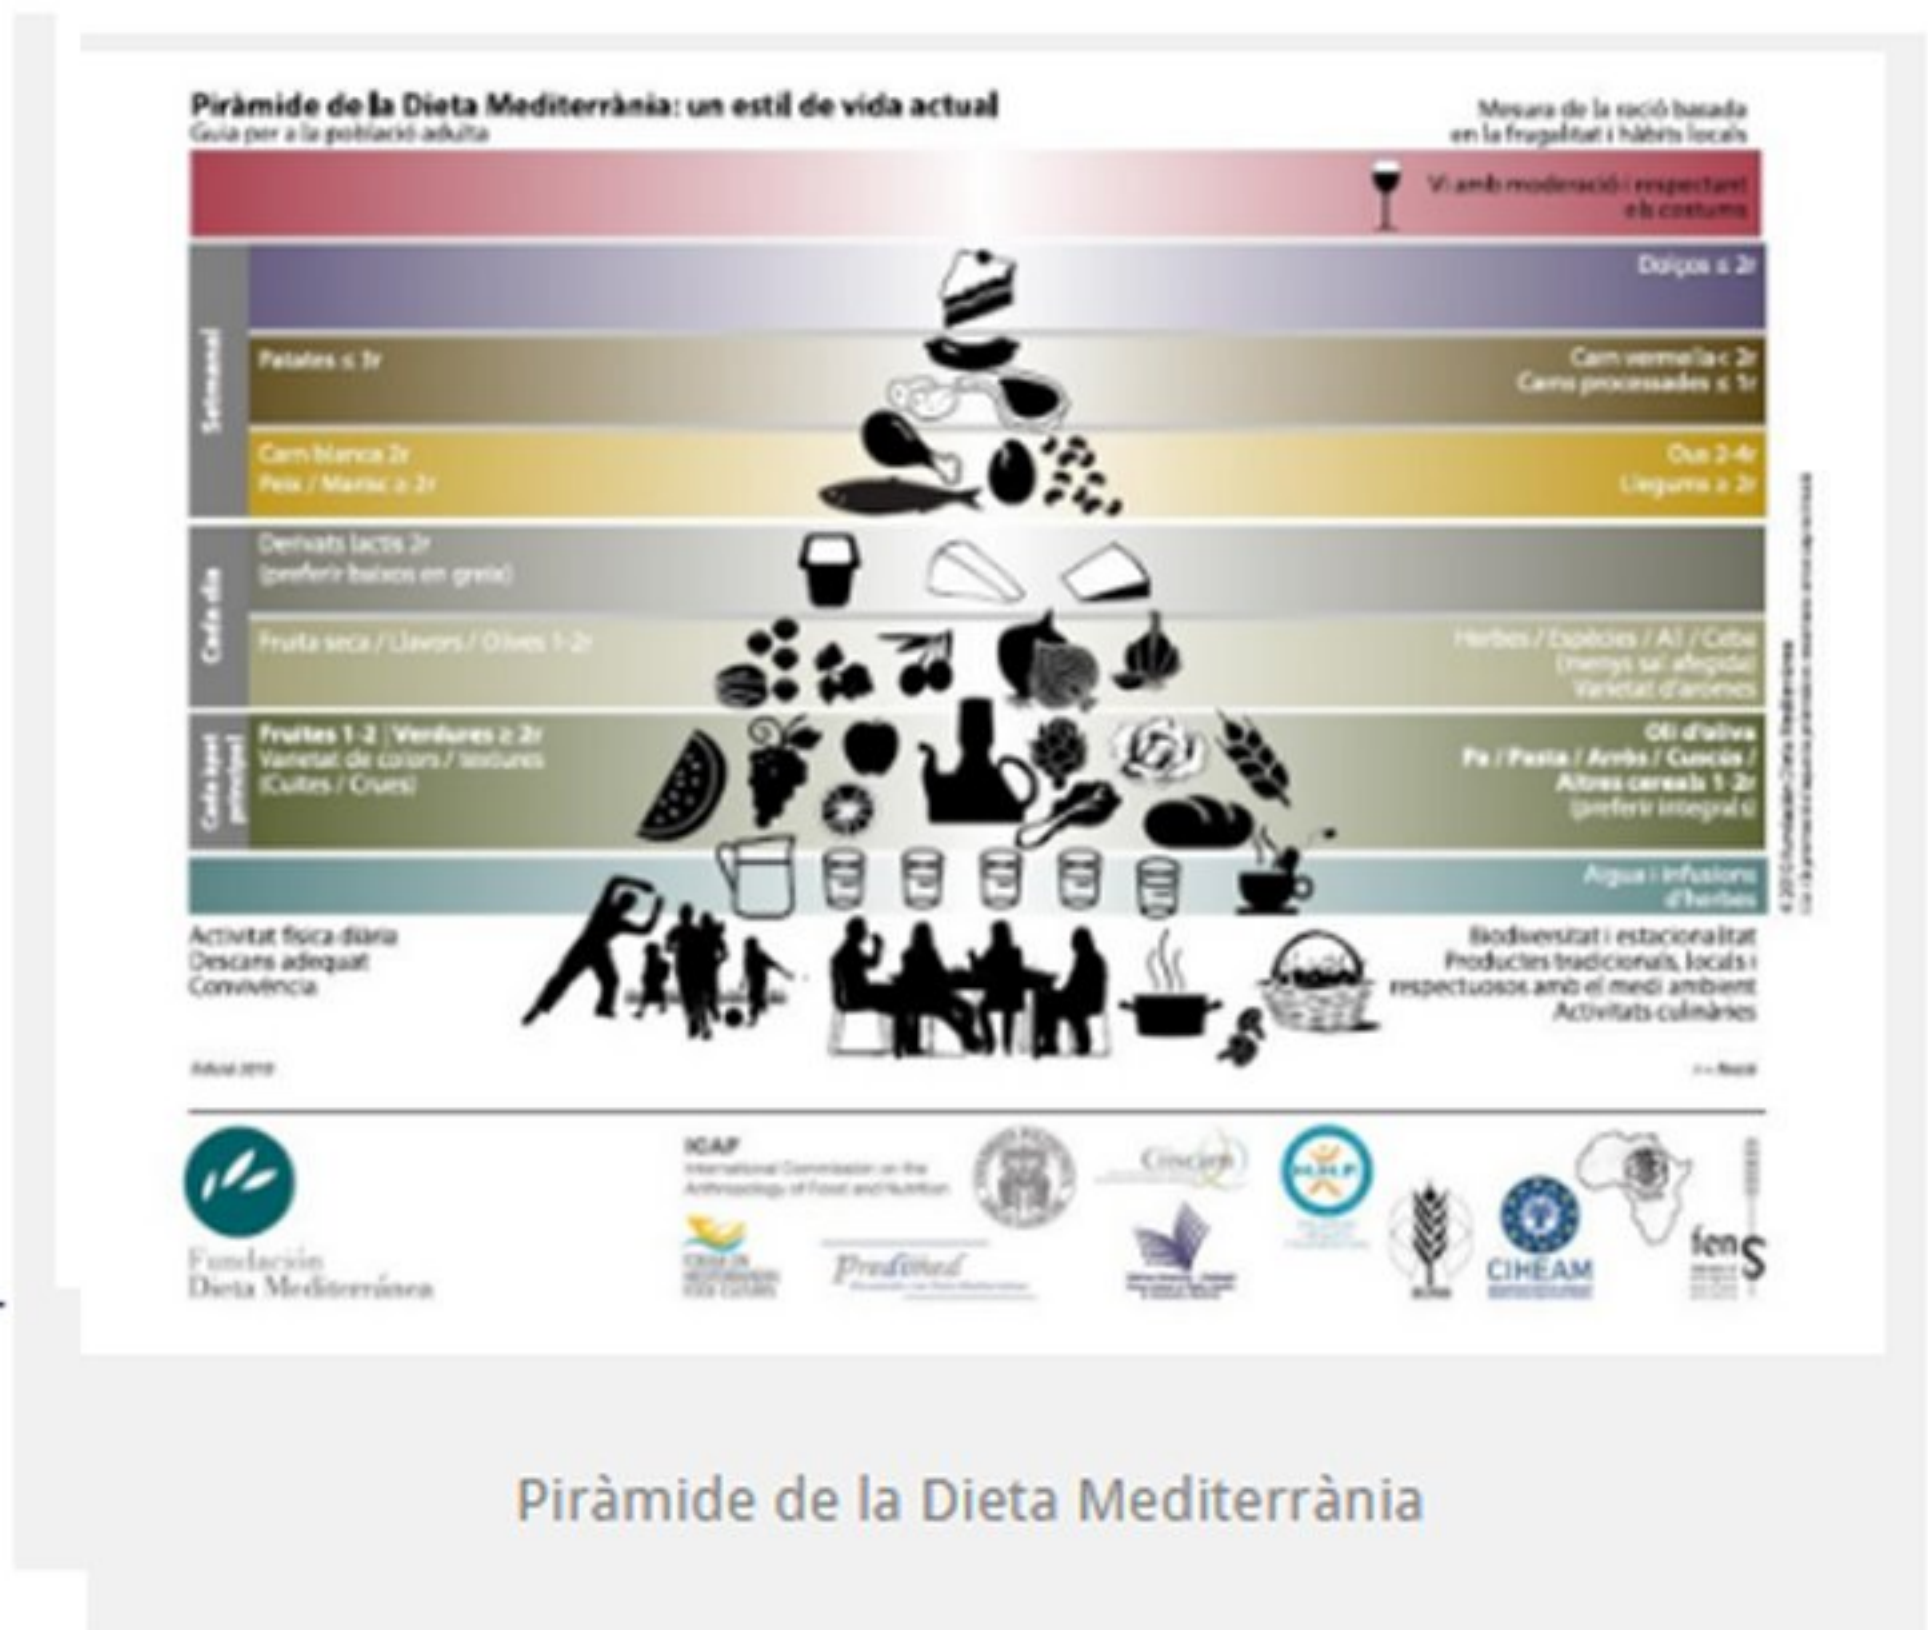 Piràmide de la Dieta Mediterrània: un estil de vida actual
Guia per a la població adulta
Mesura de la ració basada
en la frugalitat i hàbits locals
Vi amb moderació i respectant
els costums
Setmanal
Dolços ≤ 2r
Patates ≤ 3r
Carn vermella < 2r
Carns processades ≤ 1r
Carn blanca 2r
Peix / Marisc ≥ 2r
Ous 2-4r
Llegums ≥ 2r
Cada dia
Derivats lactis 2r
(preferir baixos en greix)
Fruita seca / Llavors / Olives 1-2r
Herbes / Espècies / All / Ceba
(menys sal afegida)
Varietat d'aromes
Cada àpat
principal
Fruites 1-2 | Verdures ≥ 2r
Varietat de colors / textures
(Cuites / Crues)
Oli d'oliva
Pa / Pasta / Arròs / Cuscús /
Altres cereals 1-2r
(preferir integrals)
Aigua i infusions
d'herbes
Activitat física diària
Descans adequat
Convivència
Biodiversitat i estacionalitat
Productes tradicionals, locals i
respectuosos amb el medi ambient
Activitats culinàries
r = Ració
Fundación
Dieta Mediterránea
ICAF
International Commission on the
Anthropology of Food and Nutrition
Predimed
CIHEAM
fens
Piràmide de la Dieta Mediterrània